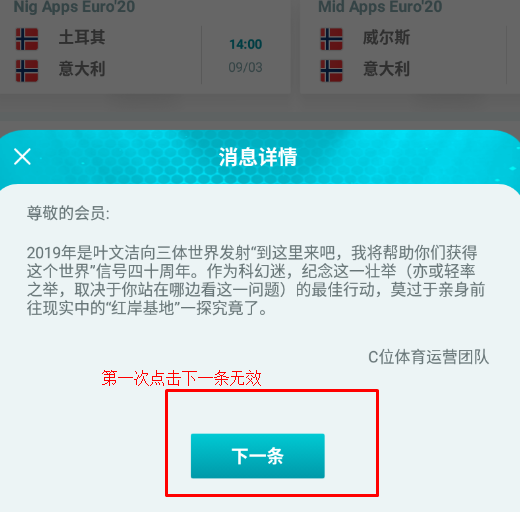 Nig Apps Euro'20
Mid Apps Euro'20
土耳其
14:00
威尔斯
意大利
09/03
意大利
消息详情
尊敬的会员:
2019年是叶文洁向三体世界发射“到这里来吧，我将帮助你们获得
这个世界”信号四十周年。作为科幻迷，纪念这一壮举（亦或轻率
之举，取决于你站在哪边看这一问题）的最佳行动，莫过于亲身前
往现实中的“红岸基地”一探究竟了。
C位体育运营团队
第一次点击下一条无效
下一条